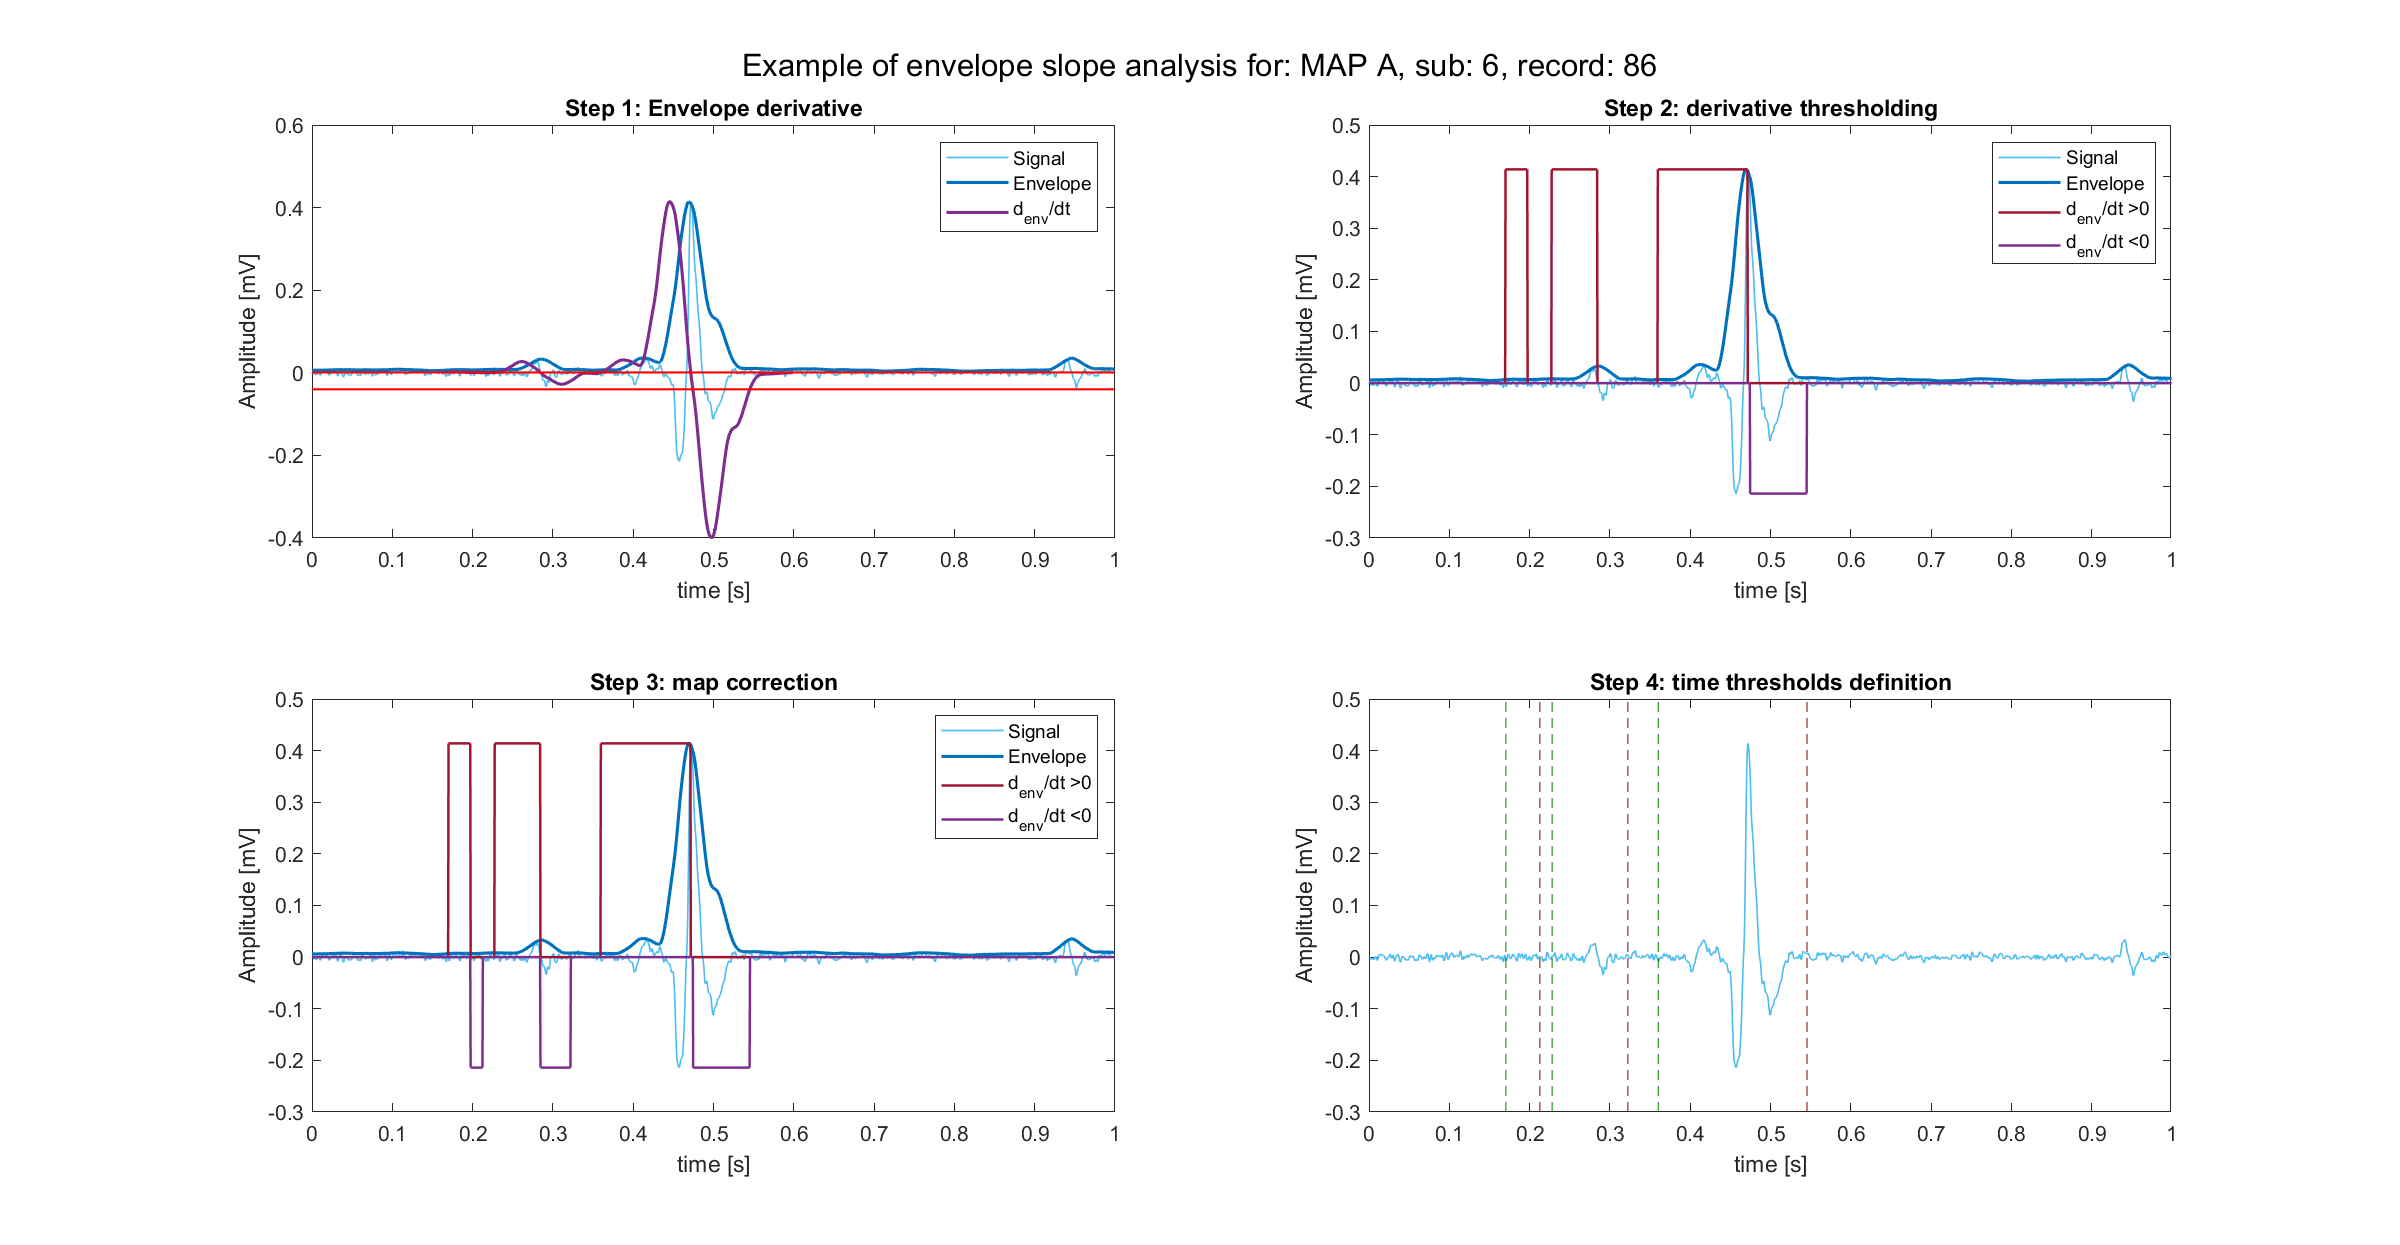 Example of envelope slope analysis for: MAP A, sub: 6, record: 86
Step 1: Envelope derivative
0.6
0.4
0.2
0
-0.2
-0.4
Amplitude [mV]
0 0.1 0.2 0.3 0.4 0.5 0.6 0.7 0.8 0.9 1
time [s]
Signal
Envelope
d_env/dt
Step 2: derivative thresholding
0.5
0.4
0.3
0.2
0.1
0
-0.1
-0.2
-0.3
Amplitude [mV]
0 0.1 0.2 0.3 0.4 0.5 0.6 0.7 0.8 0.9 1
time [s]
Signal
Envelope
d_env/dt >0
d_env/dt <0
Step 3: map correction
0.5
0.4
0.3
0.2
0.1
0
-0.1
-0.2
-0.3
Amplitude [mV]
0 0.1 0.2 0.3 0.4 0.5 0.6 0.7 0.8 0.9 1
time [s]
Signal
Envelope
d_env/dt >0
d_env/dt <0
Step 4: time thresholds definition
0.5
0.4
0.3
0.2
0.1
0
-0.1
-0.2
-0.3
Amplitude [mV]
0 0.1 0.2 0.3 0.4 0.5 0.6 0.7 0.8 0.9 1
time [s]